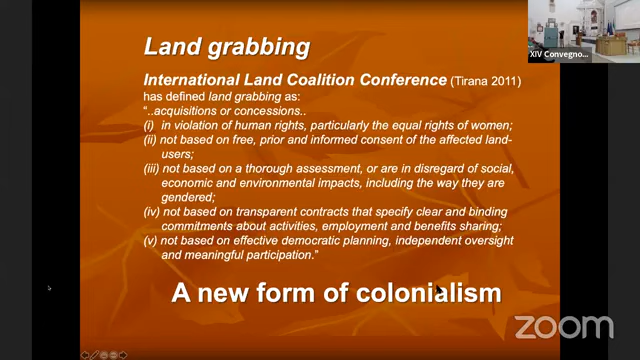 XIV Convegno...
Land grabbing
International Land Coalition Conference (Tirana 2011)
has defined land grabbing as:
“..acquisitions or concessions..
(i) in violation of human rights, particularly the equal rights of women;
(ii) not based on free, prior and informed consent of the affected land-
users;
(iii) not based on a thorough assessment, or are in disregard of social,
economic and environmental impacts, including the way they are
gendered;
(iv) not based on transparent contracts that specify clear and binding
commitments about activities, employment and benefits sharing;
(v) not based on effective democratic planning, independent oversight
and meaningful participation.”
A new form of colonialism
zoom